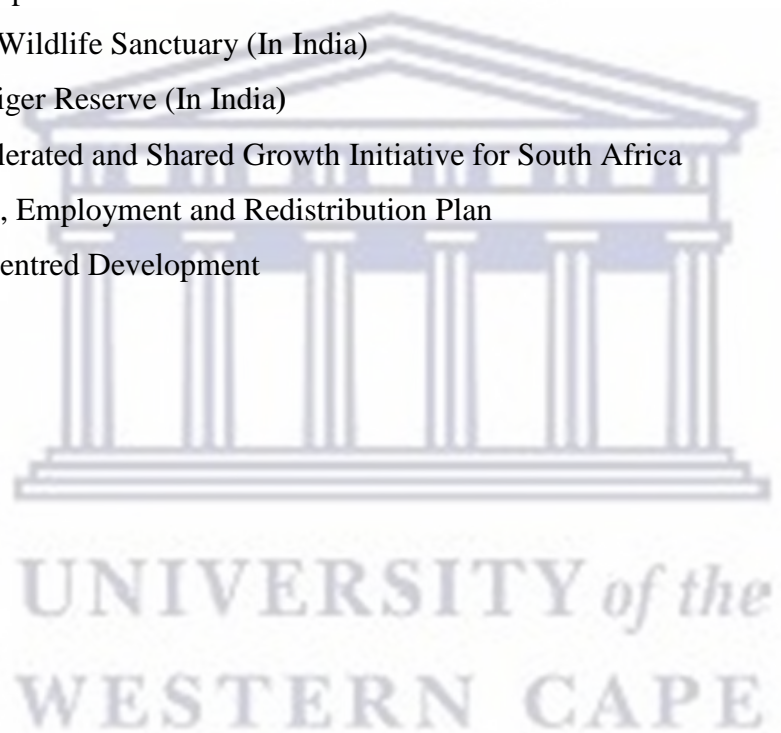 Wildlife Sanctuary (In India)
iger Reserve (In India)
lerated and Shared Growth Initiative for South Africa
, Employment and Redistribution Plan
entred Development
UNIVERSITY of the
WESTERN CAPE